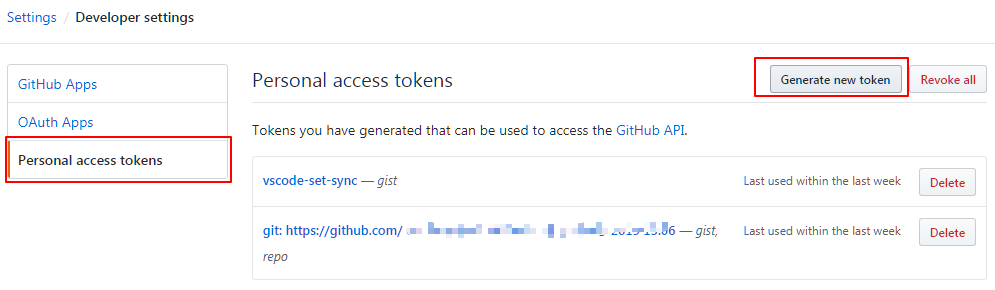 Settings / Developer settings
GitHub Apps
OAuth Apps
Personal access tokens
Personal access tokens
Generate new token
Revoke all
Tokens you have generated that can be used to access the GitHub API.
vscode-set-sync — gist
Last used within the last week
Delete
git: https://github.com/ — gist,
repo
Last used within the last week
Delete